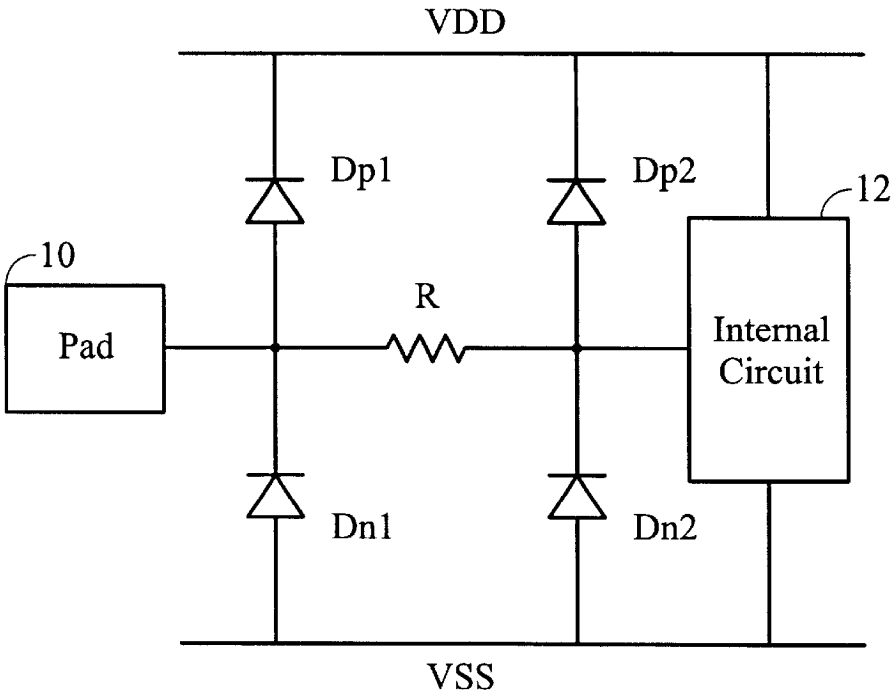 VDD
Dp1
Dp2
12
10
R
Pad
Internal
Circuit
Dn1
Dn2
VSS